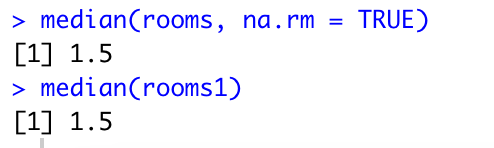 > median(rooms, na.rm = TRUE)
[1] 1.5
> median(rooms1)
[1] 1.5